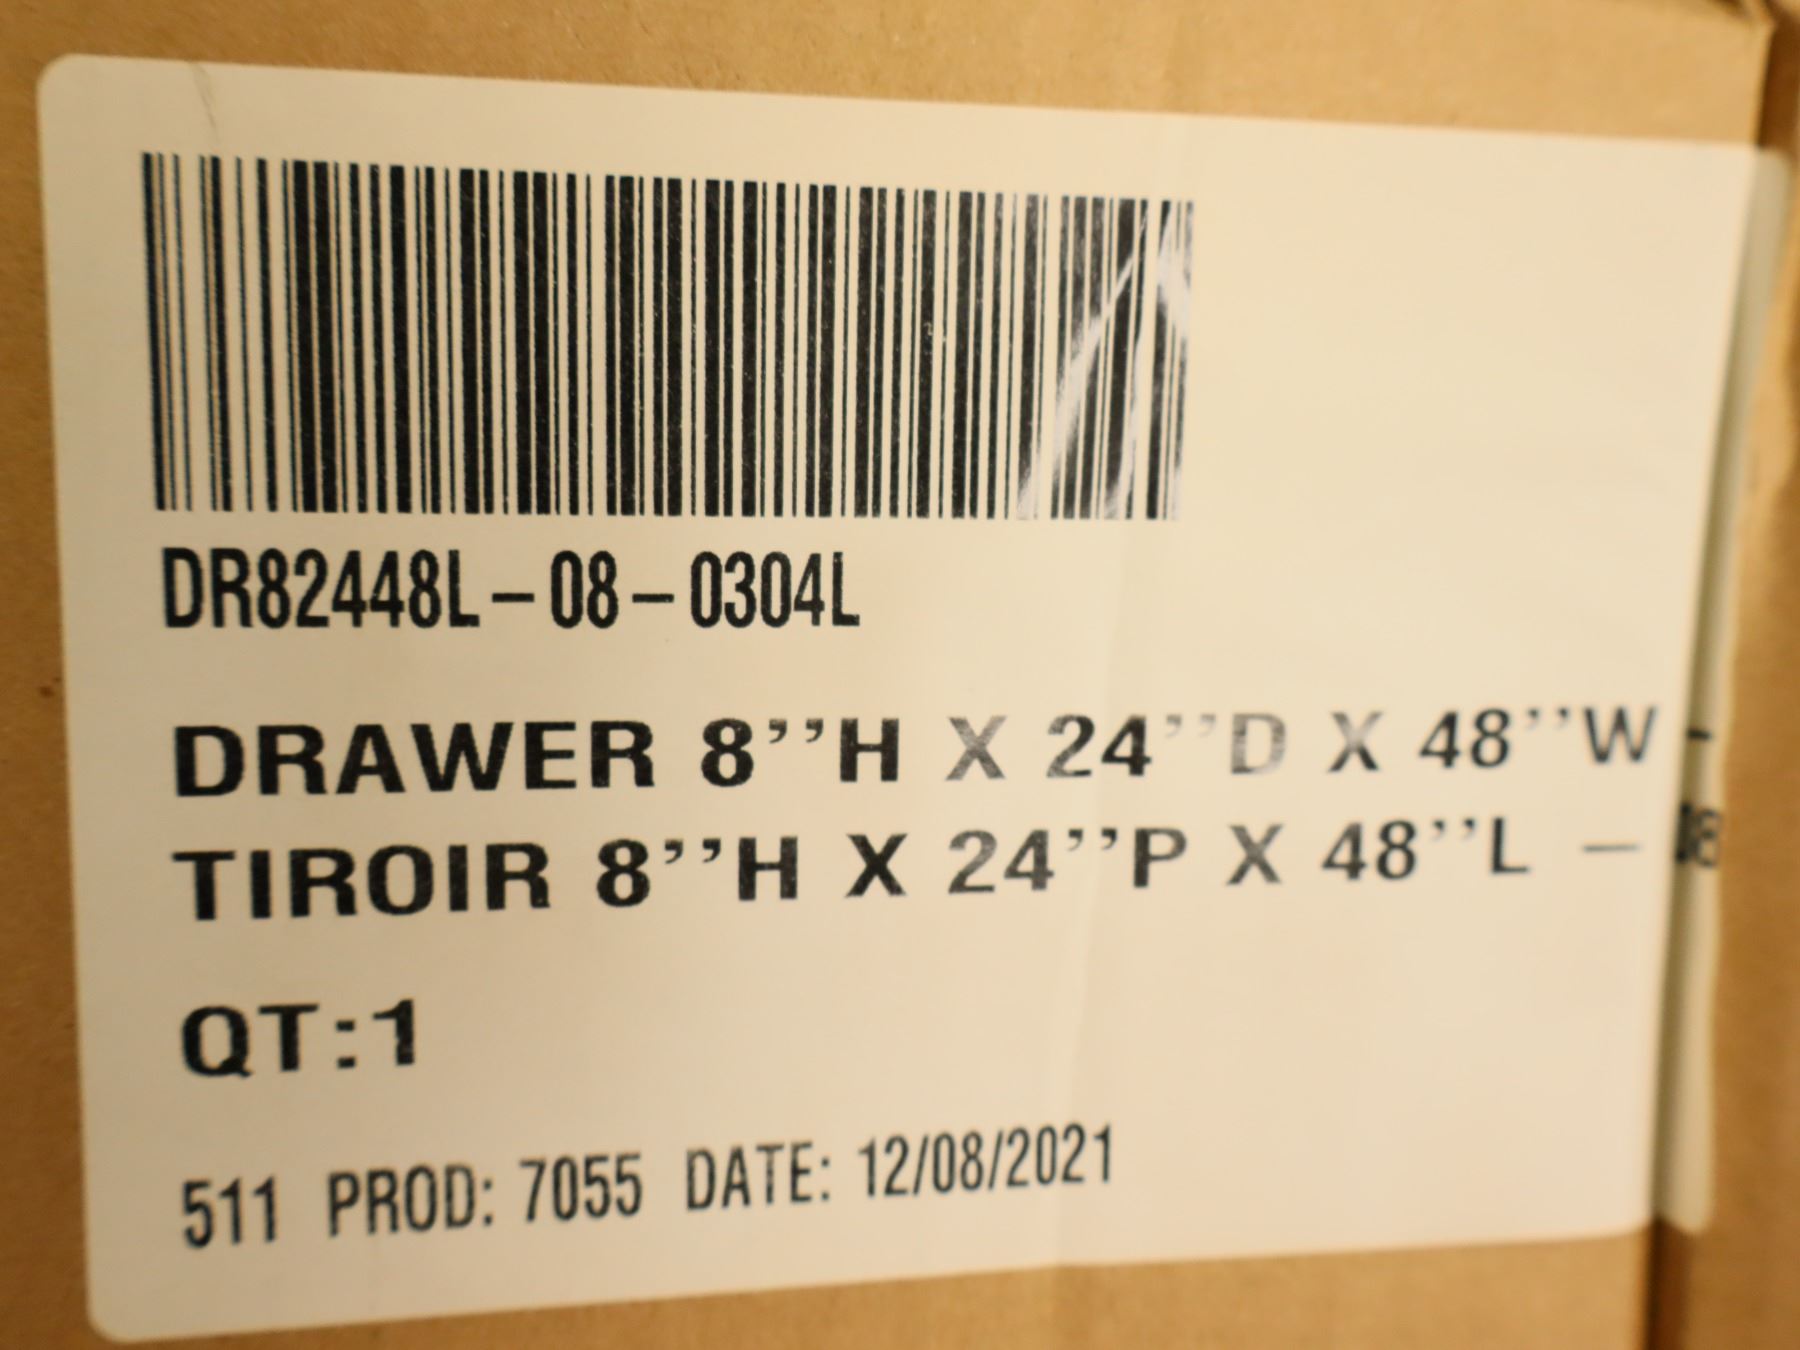 DR82448L-08-0304L
DRAWER 8''H X 24''D X 48''W -
TIROIR 8''H X 24''P X 48''L -
QT:1
511 PROD: 7055 DATE: 12/08/2021